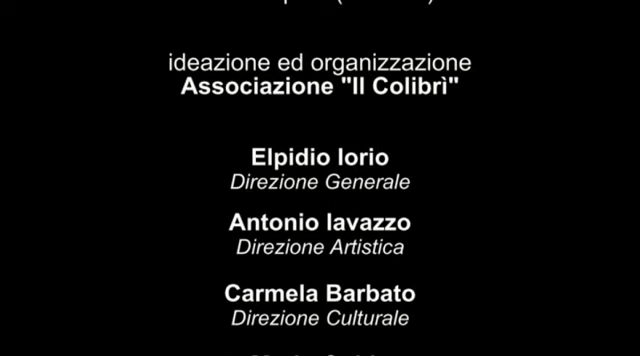 ideazione ed organizzazione
Associazione "Il Colibrì"
Elpidio Iorio
Direzione Generale
Antonio Iavazzo
Direzione Artistica
Carmela Barbato
Direzione Culturale